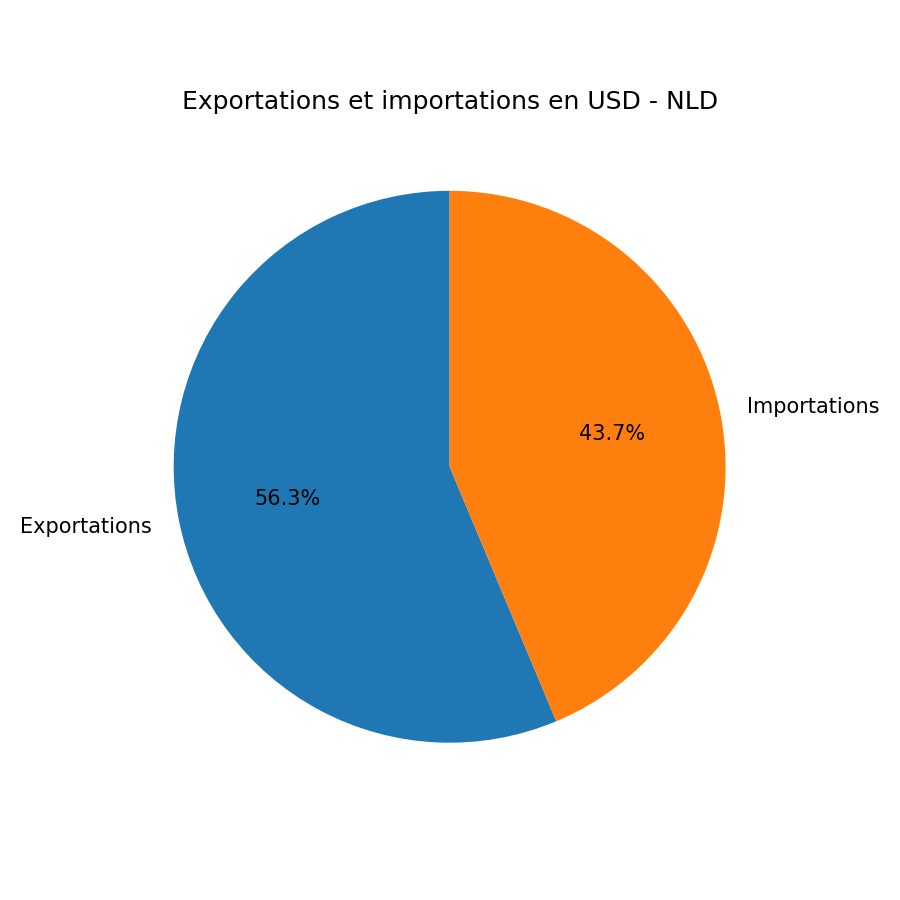 Exportations et importations en USD - NLD
Importations
43.7%
56.3%
Exportations